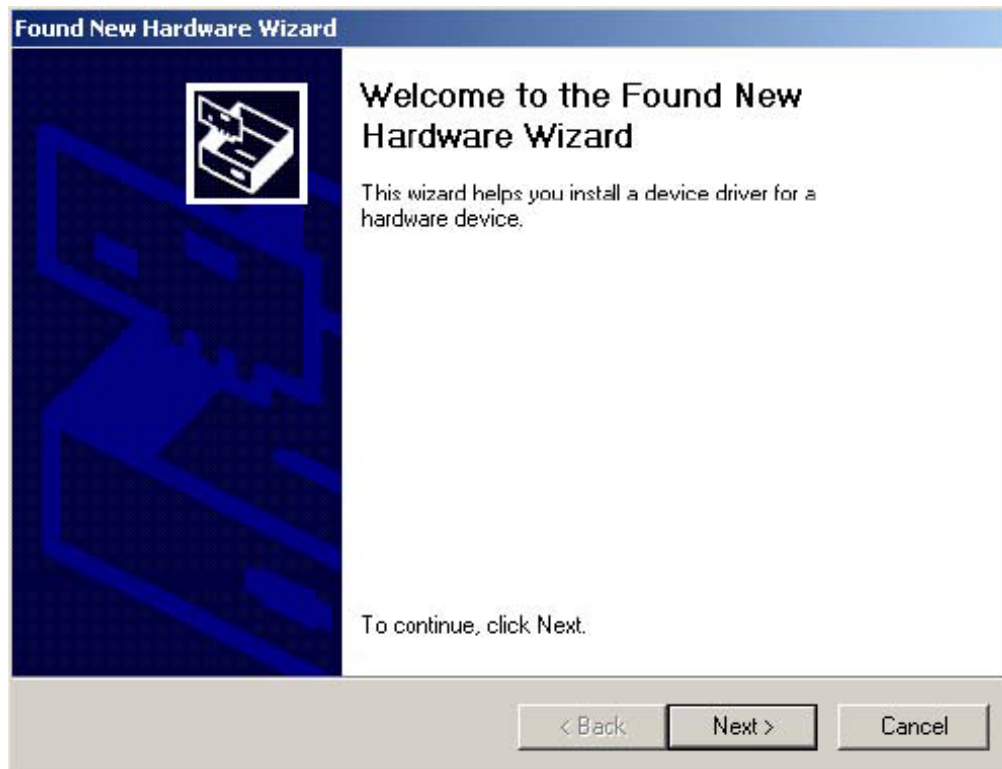 Found New Hardware Wizard
Welcome to the Found New
Hardware Wizard
This wizard helps you install a device driver for a
hardware device.
To continue, click Next.
< Back
Next >
Cancel